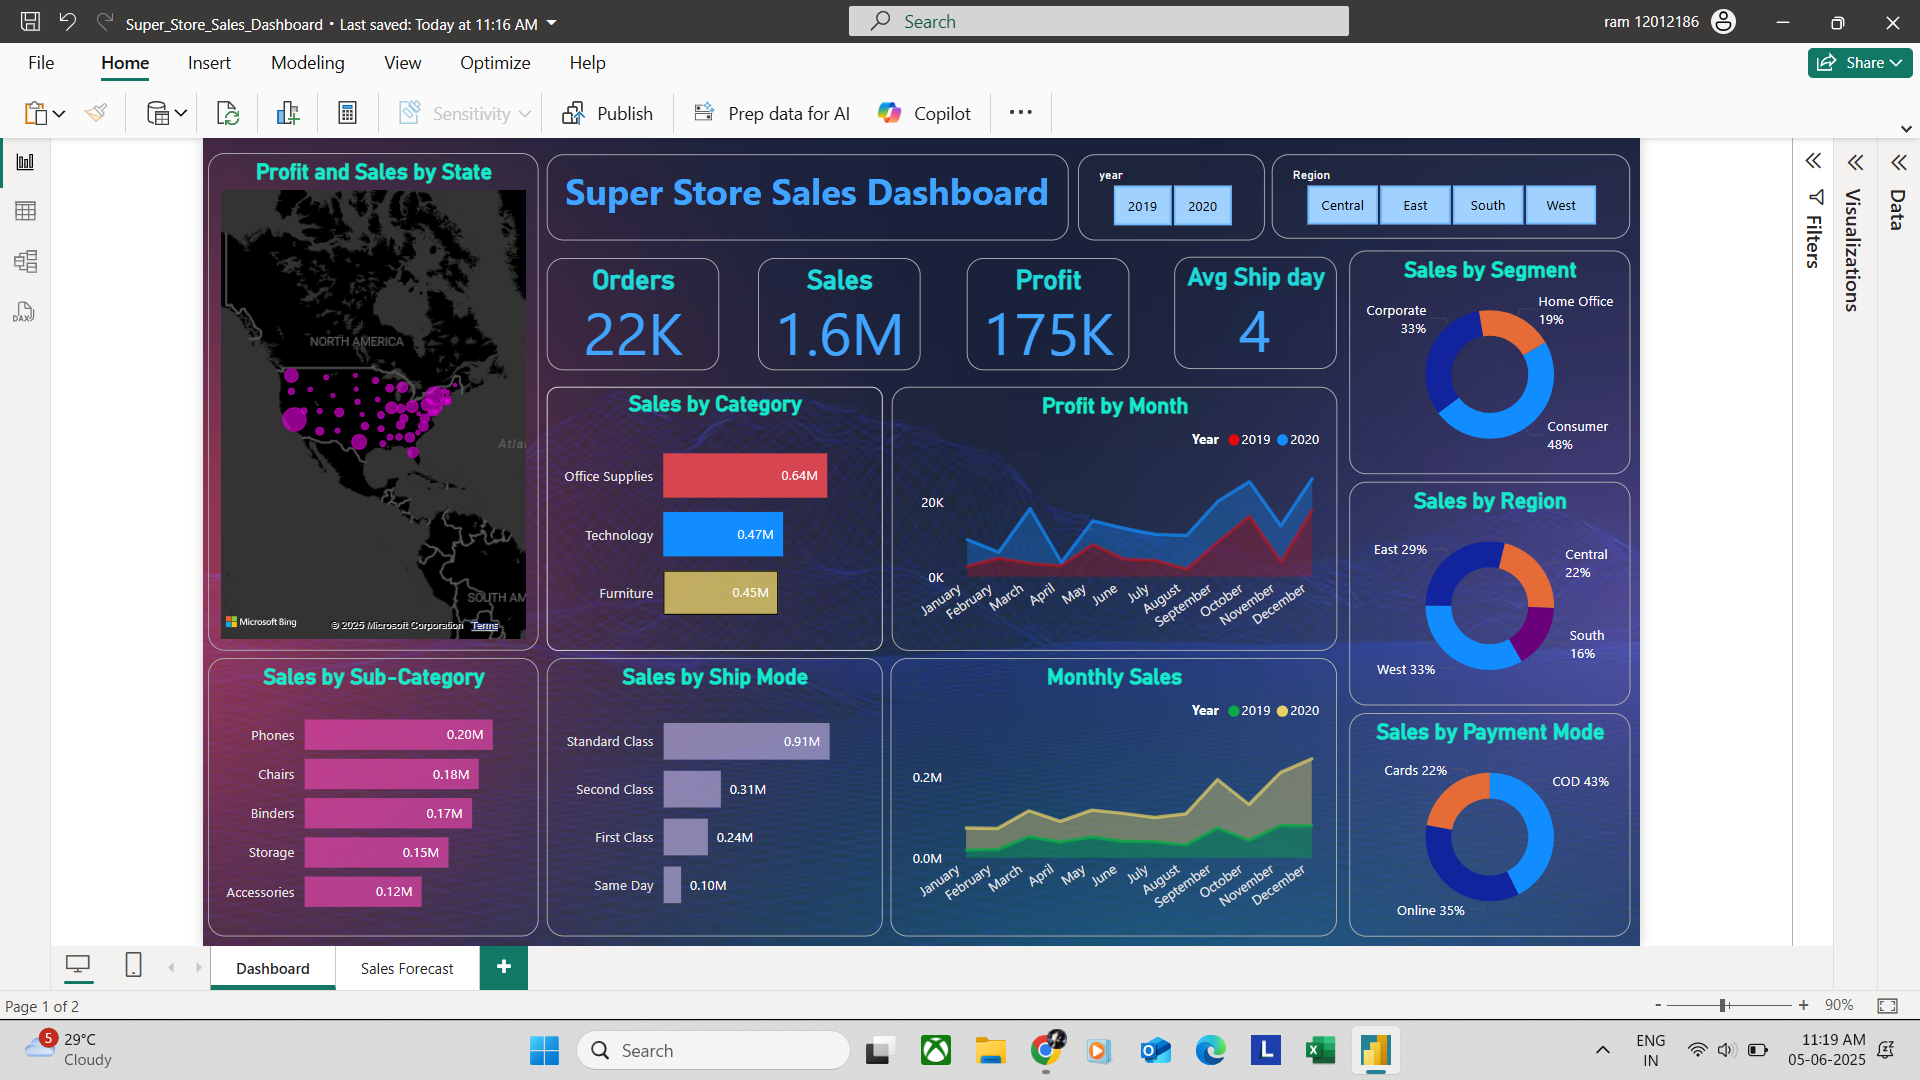 Super_Store_Sales_Dashboard • Last saved: Today at 11:16 AM
Search
ram 12012186
File
Home
Insert
Modeling
View
Optimize
Help
Share
Sensitivity
Publish
Prep data for AI
Copilot
DAX
Profit and Sales by State
NORTH AMERICA
Atla
SOUTH AM
Microsoft Bing
© 2025 Microsoft Corporation Terms
Super Store Sales Dashboard
year
2019
2020
Region
Central
East
South
West
Orders
22K
Sales
1.6M
Profit
175K
Avg Ship day
4
Sales by Segment
Corporate
33%
Home Office
19%
Consumer
48%
Sales by Category
Office Supplies
0.64M
Technology
0.47M
Furniture
0.45M
Profit by Month
Year 2019 2020
20K
0K
January
February
March
April
May
June
July
August
September
October
November
December
Sales by Region
East 29%
Central
22%
South
16%
West 33%
Sales by Sub-Category
Phones
0.20M
Chairs
0.18M
Binders
0.17M
Storage
0.15M
Accessories
0.12M
Sales by Ship Mode
Standard Class
0.91M
Second Class
0.31M
First Class
0.24M
Same Day
0.10M
Monthly Sales
Year 2019 2020
0.2M
0.0M
January
February
March
April
May
June
July
August
September
October
November
December
Sales by Payment Mode
Cards 22%
COD 43%
Online 35%
Filters
Visualizations
Data
Dashboard
Sales Forecast
Page 1 of 2
90%
5
29°C
Cloudy
Search
L
ENG
IN
11:19 AM
05-06-2025